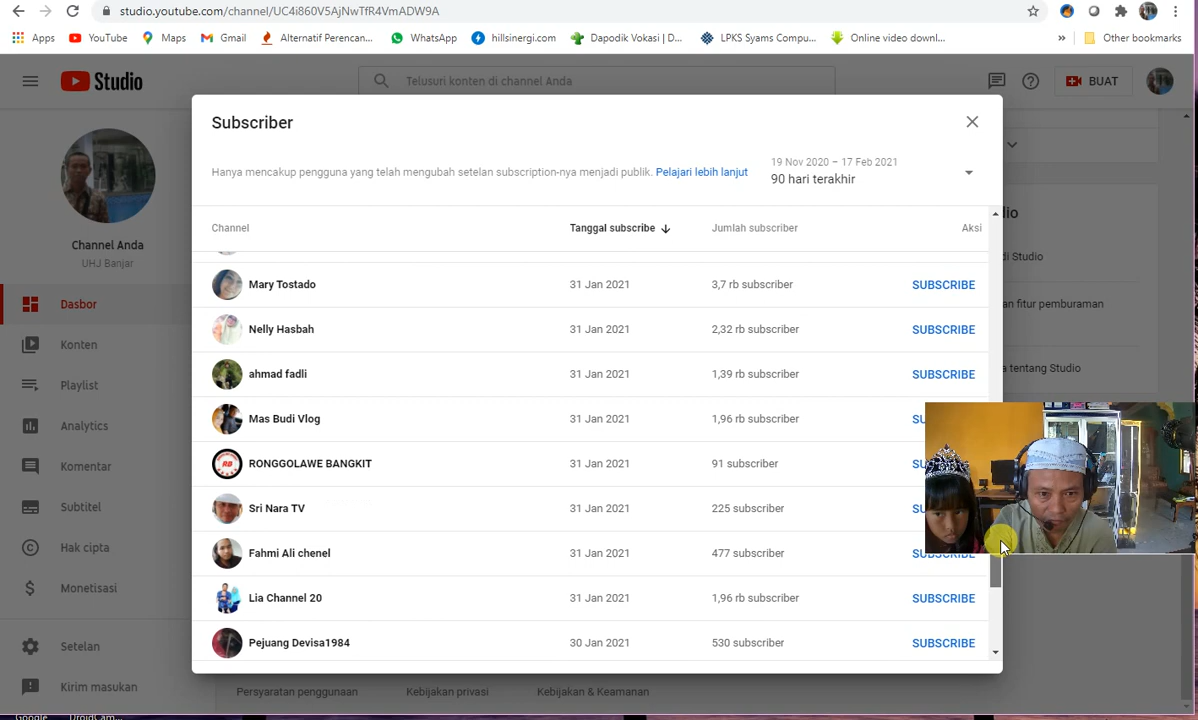 studio.youtube.com/channel/UC4i860V5AjNwTfR4VmADW9A
Apps YouTube Maps Gmail Alternatif Perencan... WhatsApp hillsinergi.com Dapodik Vokasi | D... LPKS Syams Compu... Online video downl... » Other bookmarks
Studio
Telusuri konten di channel Anda
BUAT
Channel Anda
UHJ Banjar
Dasbor
Konten
Playlist
Analytics
Komentar
Subtitel
Hak cipta
Monetisasi
Setelan
Kirim masukan
Subscriber
Hanya mencakup pengguna yang telah mengubah setelan subscription-nya menjadi publik. Pelajari lebih lanjut
19 Nov 2020 – 17 Feb 2021
90 hari terakhir
Channel Tanggal subscribe Jumlah subscriber Aksi
Mary Tostado 31 Jan 2021 3,7 rb subscriber SUBSCRIBE
Nelly Hasbah 31 Jan 2021 2,32 rb subscriber SUBSCRIBE
ahmad fadli 31 Jan 2021 1,39 rb subscriber SUBSCRIBE
Mas Budi Vlog 31 Jan 2021 1,96 rb subscriber SU
RONGGOLAWE BANGKIT 31 Jan 2021 91 subscriber SU
Sri Nara TV 31 Jan 2021 225 subscriber SU
Fahmi Ali chenel 31 Jan 2021 477 subscriber SUBSCRIBE
Lia Channel 20 31 Jan 2021 1,96 rb subscriber SUBSCRIBE
Pejuang Devisa1984 30 Jan 2021 530 subscriber SUBSCRIBE
dio
di Studio
n fitur pemburaman
a tentang Studio
Persyaratan penggunaan Kebijakan privasi Kebijakan & Keamanan
Google DroidCam...